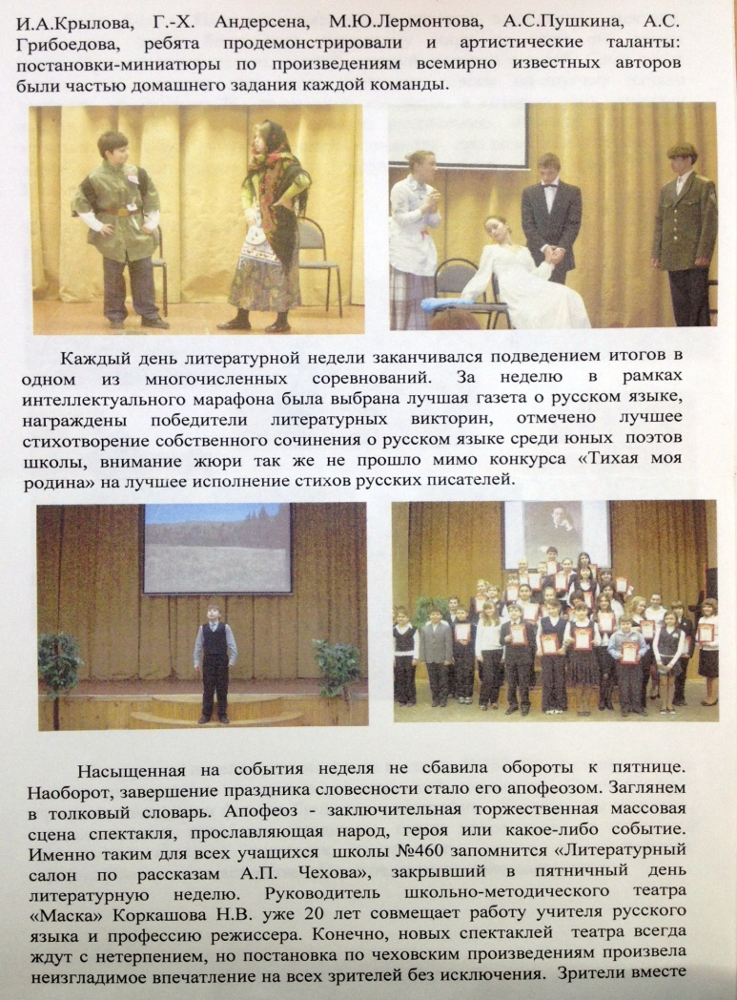 И.А.Крылова, Г.-Х. Андерсена, М.Ю.Лермонтова, А.С.Пушкина, А.С.
Грибоедова, ребята продемонстрировали и артистические таланты:
постановки-миниатюры по произведениям всемирно известных авторов
были частью домашнего задания каждой команды.
Каждый день литературной недели заканчивался подведением итогов в
одном из многочисленных соревнований. За неделю в рамках
интеллектуального марафона была выбрана лучшая газета о русском языке,
награждены победители литературных викторин, отмечено лучшее
стихотворение собственного сочинения о русском языке среди юных поэтов
школы, внимание жюри так же не прошло мимо конкурса «Тихая моя
родина» на лучшее исполнение стихов русских писателей.
Насыщенная на события неделя не сбавила обороты к пятнице.
Наоборот, завершение праздника словесности стало его апофеозом. Заглянем
в толковый словарь. Апофеоз - заключительная торжественная массовая
сцена спектакля, прославляющая народ, героя или какое-либо событие.
Именно таким для всех учащихся школы №460 запомнится «Литературный
салон по рассказам А.П. Чехова», закрывший в пятничный день
литературную неделю. Руководитель школьно-методического театра
«Маска» Коркашова Н.В. уже 20 лет совмещает работу учителя русского
языка и профессию режиссера. Конечно, новых спектаклей театра всегда
ждут с нетерпением, но постановка по чеховским произведениям произвела
неизгладимое впечатление на всех зрителей без исключения. Зрители вместе